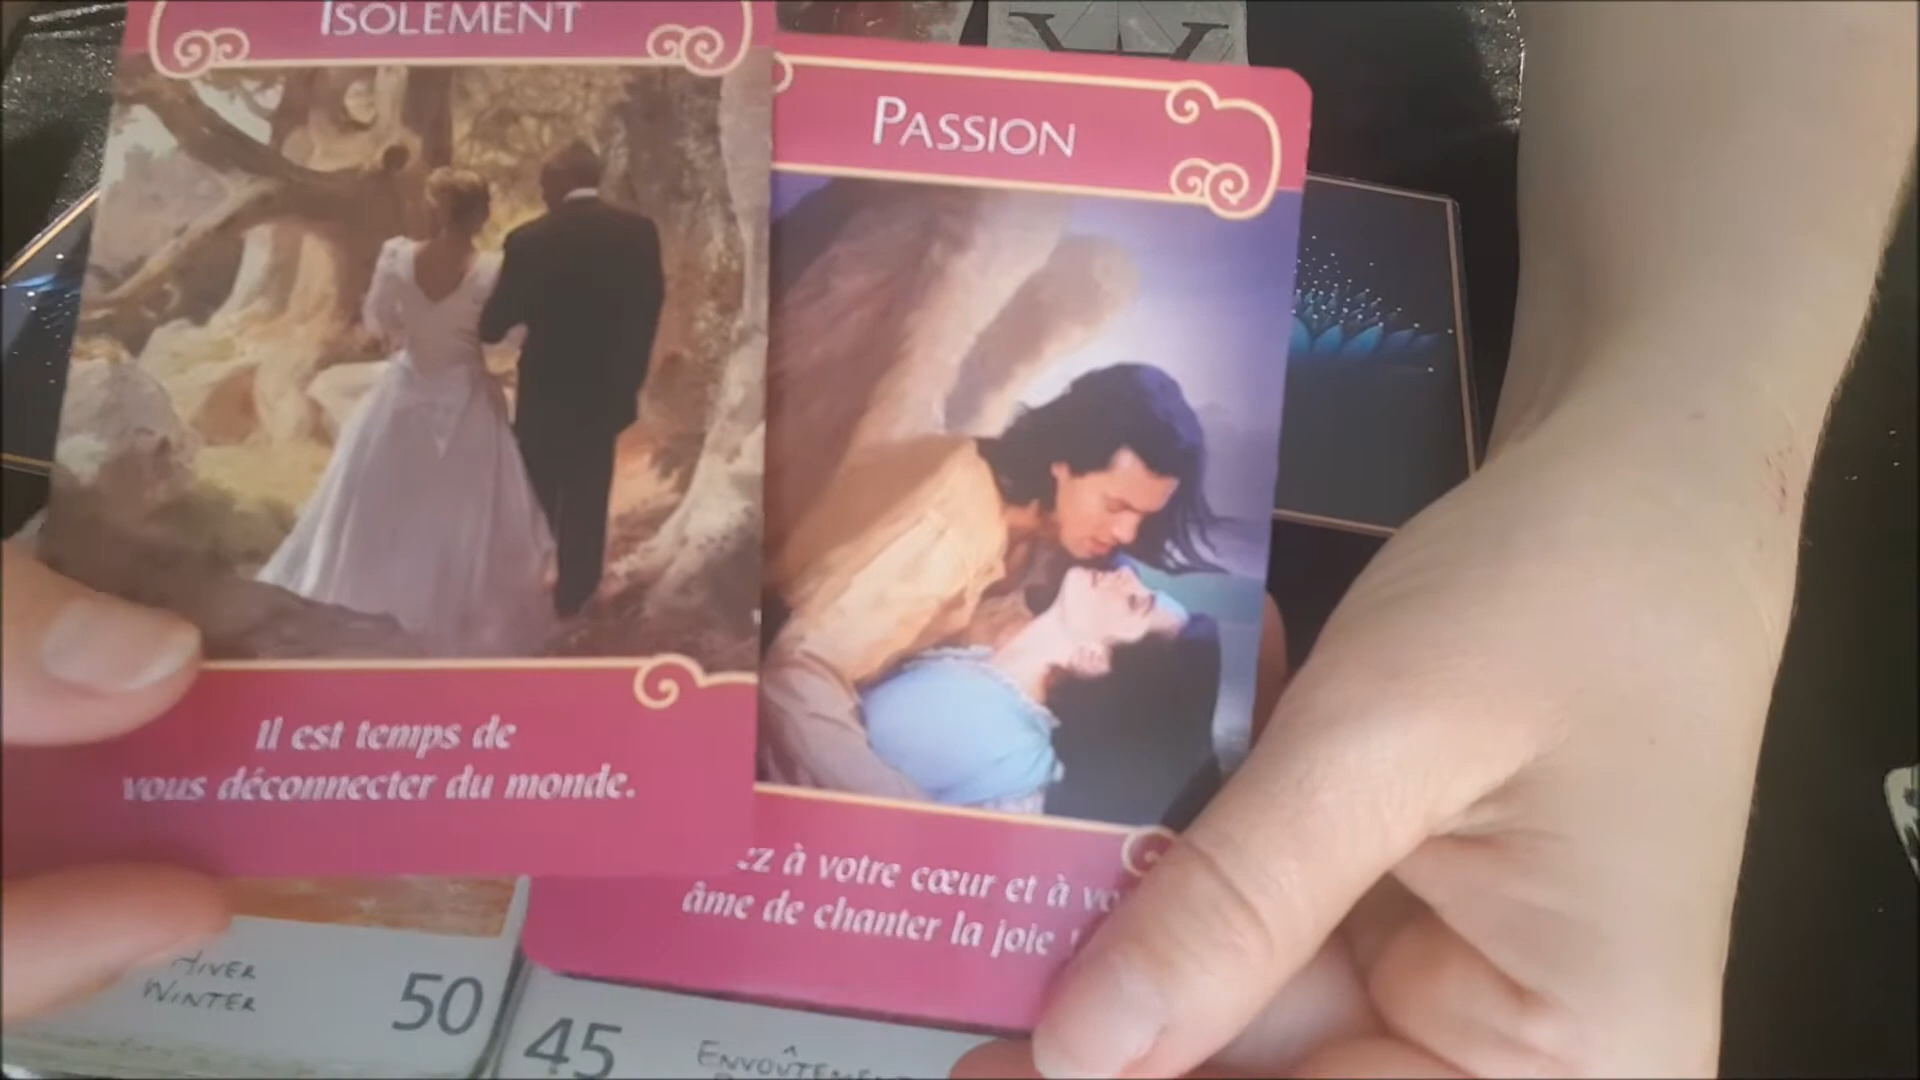 ISOLEMENT
Il est temps de
vous déconnecter du monde.
PASSION
à votre cœur et à
âme de chanter la joie
HIVER
WINTER
50
45
ENVOÛTEMENT